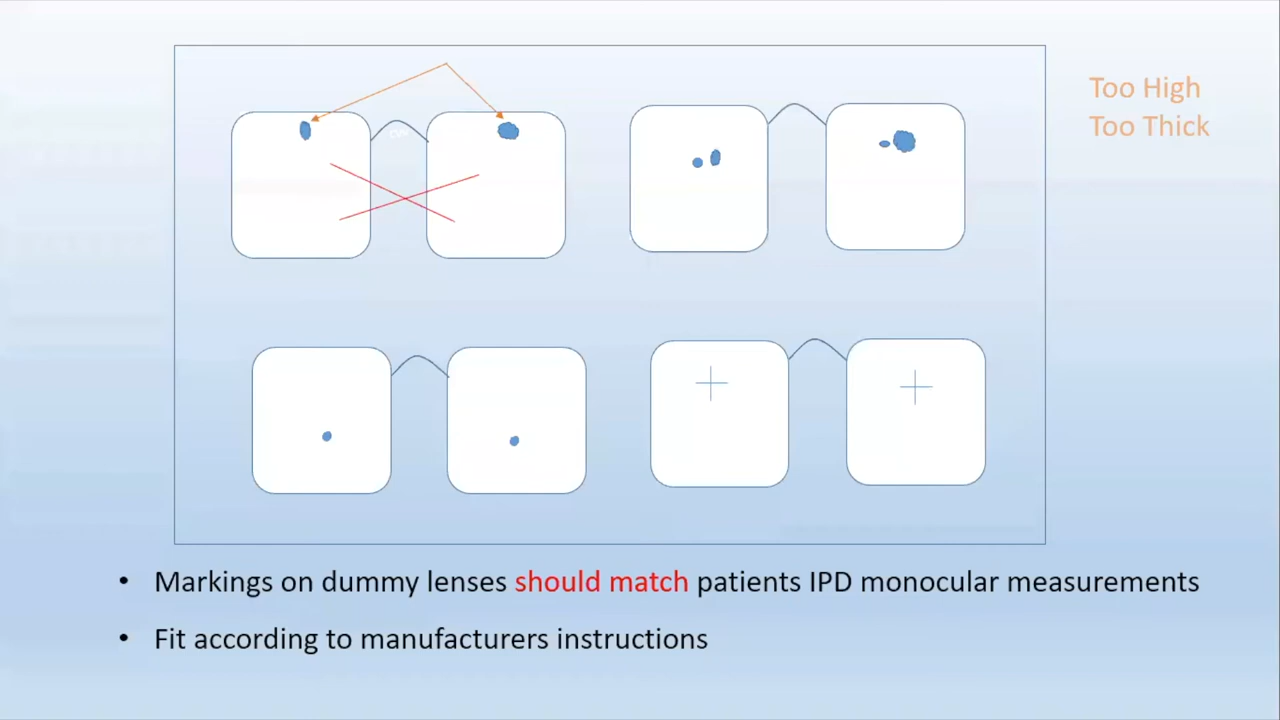 Too High
Too Thick
• Markings on dummy lenses should match patients IPD monocular measurements
• Fit according to manufacturers instructions